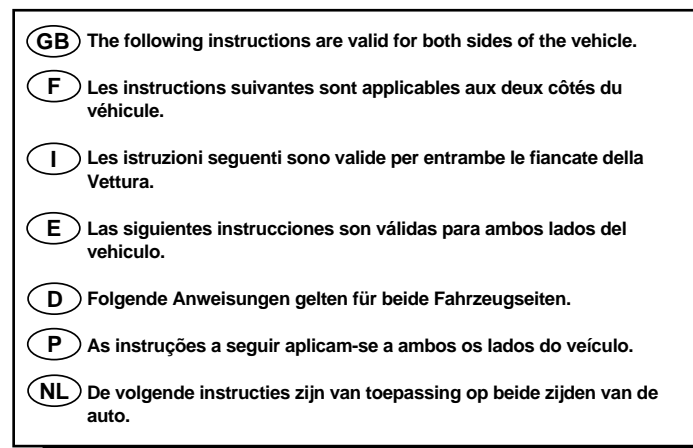 GB The following instructions are valid for both sides of the vehicle.
F Les instructions suivantes sont applicables aux deux côtés du
véhicule.
I Les istruzioni seguenti sono valide per entrambe le fiancate della
Vettura.
E Las siguientes instrucciones son válidas para ambos lados del
vehiculo.
D Folgende Anweisungen gelten für beide Fahrzeugseiten.
P As instruções a seguir aplicam-se a ambos os lados do veículo.
NL De volgende instructies zijn van toepassing op beide zijden van de
auto.